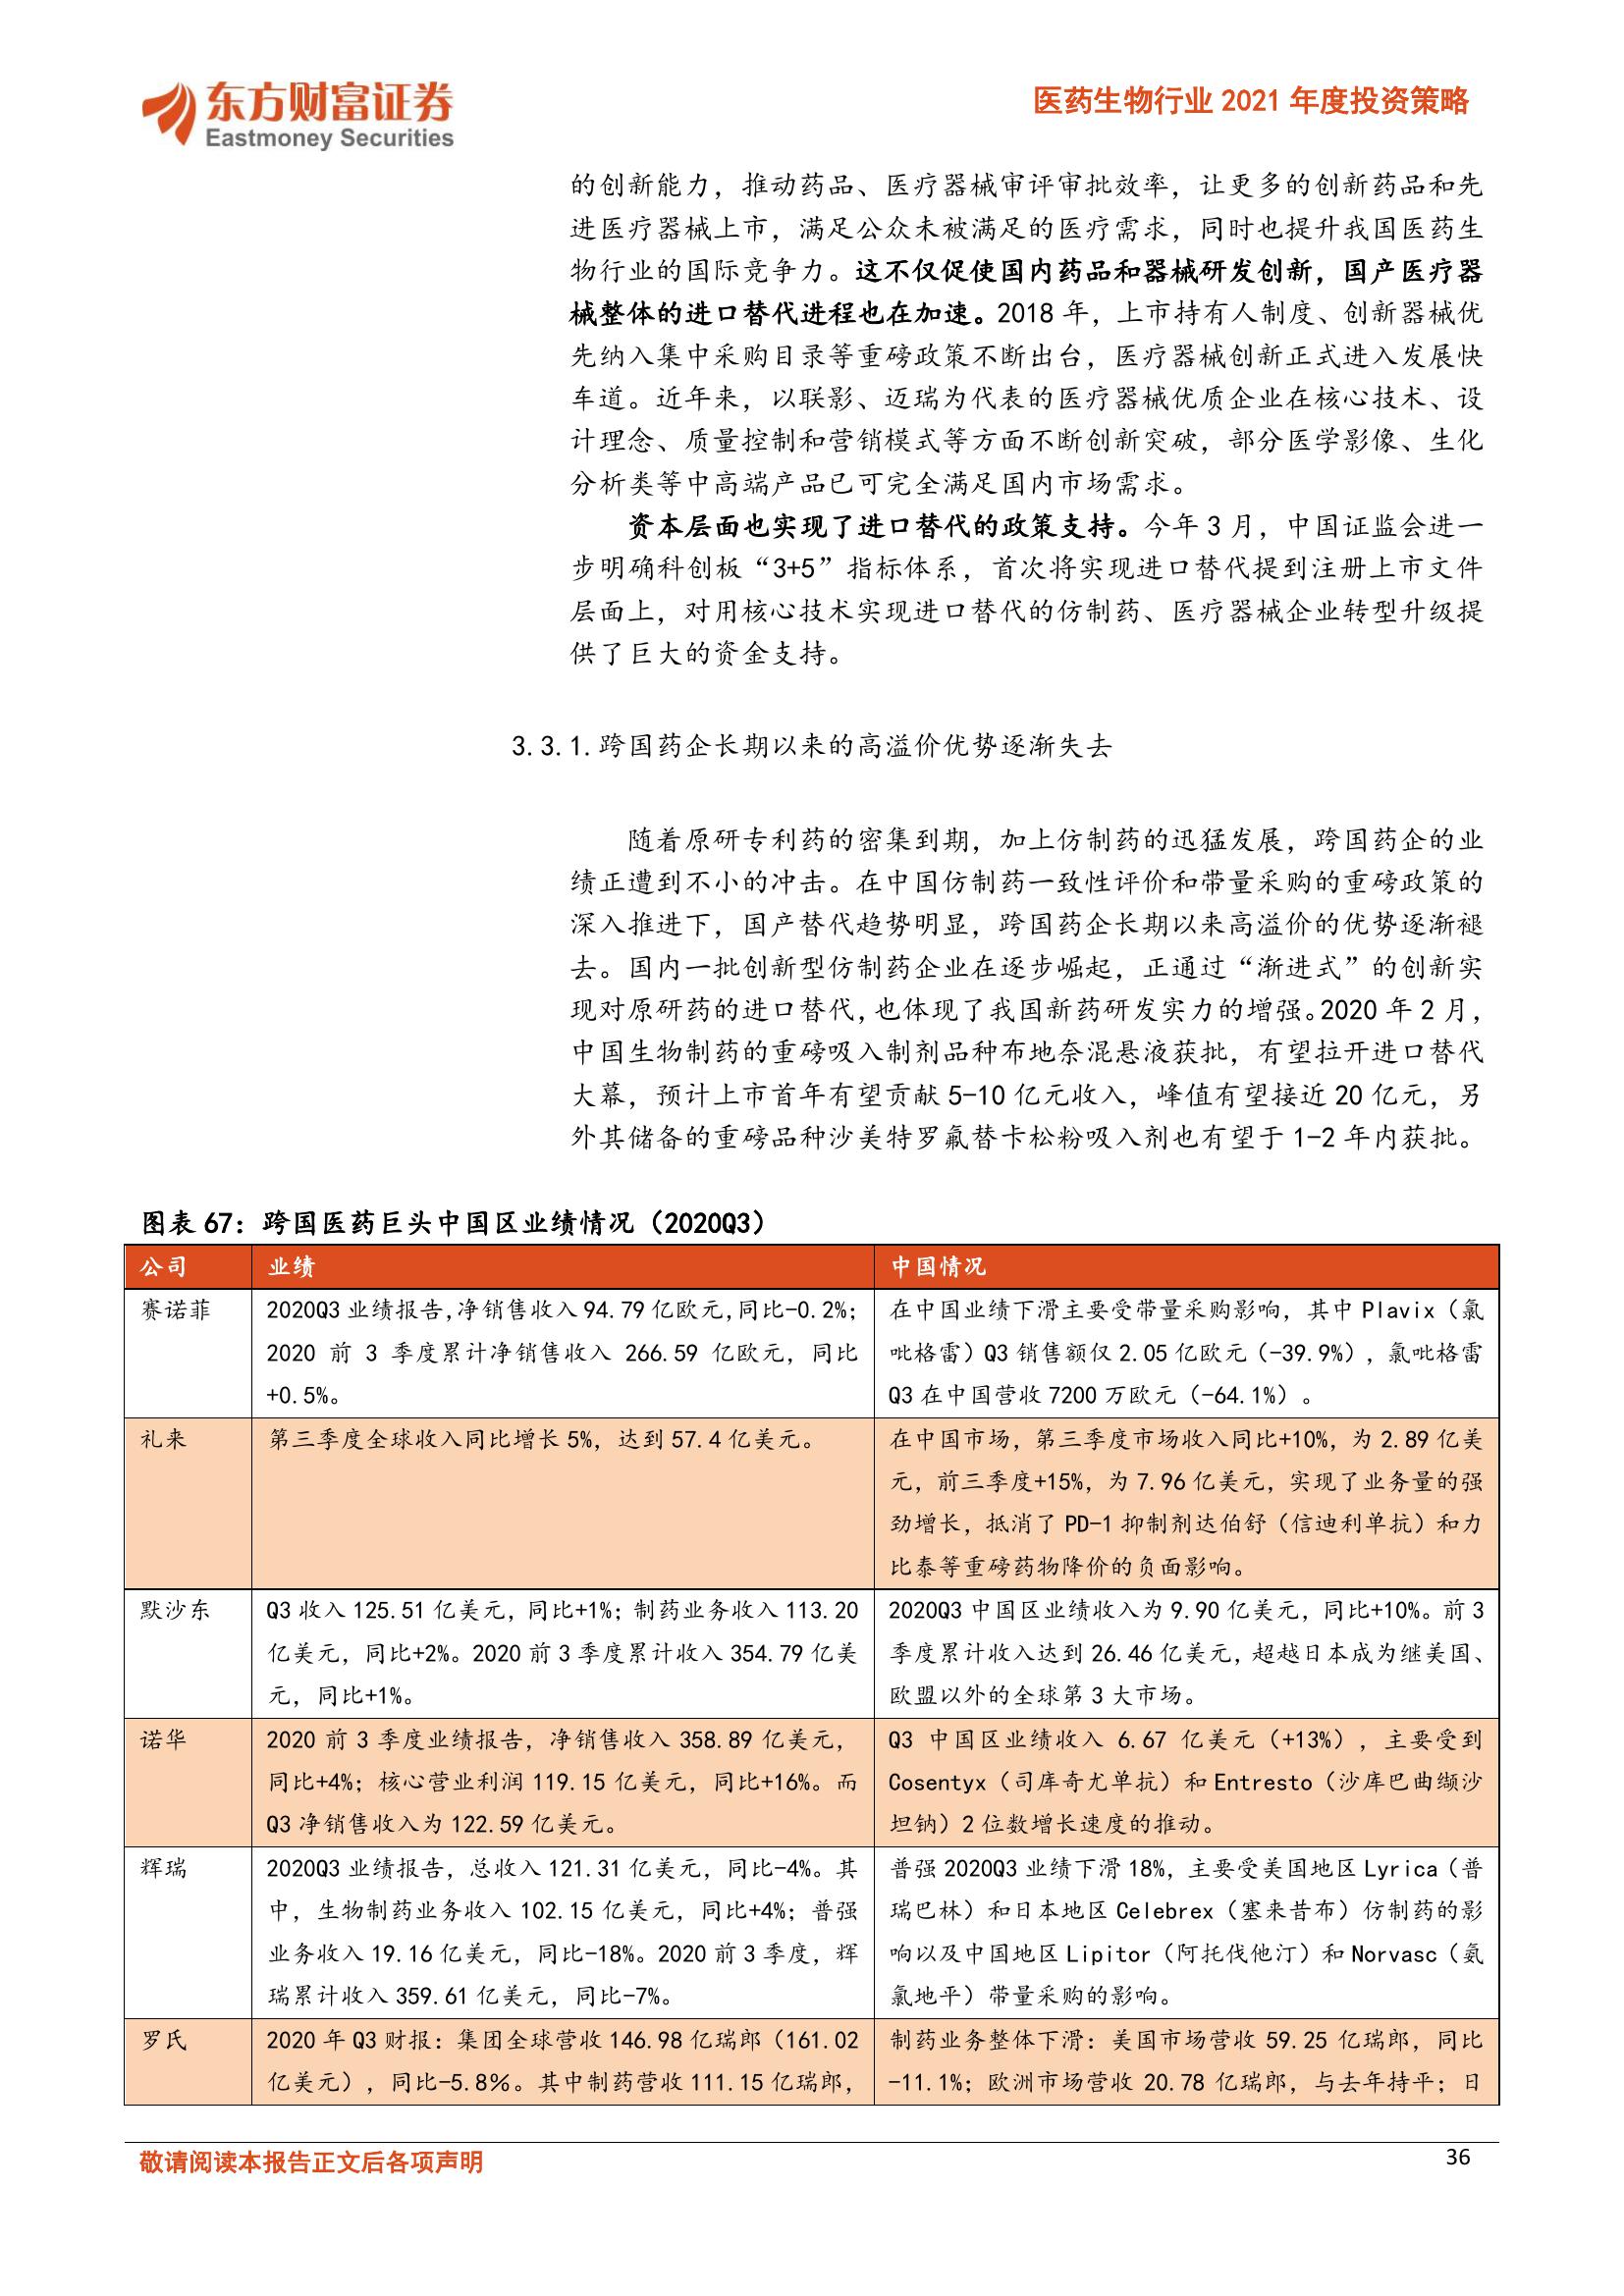 东方财富证券
Eastmoney Securities
医药生物行业 2021 年度投资策略
的创新能力，推动药品、医疗器械审评审批效率，让更多的创新药品和先
进医疗器械上市，满足公众未被满足的医疗需求，同时也提升我国医药生
物行业的国际竞争力。这不仅促使国内药品和器械研发创新，国产医疗器
械整体的进口替代进程也在加速。2018 年，上市持有人制度、创新器械优
先纳入集中采购目录等重磅政策不断出台，医疗器械创新正式进入发展快
车道。近年来，以联影、迈瑞为代表的医疗器械优质企业在核心技术、设
计理念、质量控制和营销模式等方面不断创新突破，部分医学影像、生化
分析类等中高端产品已可完全满足国内市场需求。
资本层面也实现了进口替代的政策支持。今年 3 月，中国证监会进一
步明确科创板“3+5”指标体系，首次将实现进口替代提到注册上市文件
层面上，对用核心技术实现进口替代的仿制药、医疗器械企业转型升级提
供了巨大的资金支持。
3.3.1.跨国药企长期以来的高溢价优势逐渐失去
随着原研专利药的密集到期，加上仿制药的迅猛发展，跨国药企的业
绩正遭到不小的冲击。在中国仿制药一致性评价和带量采购的重磅政策的
深入推进下，国产替代趋势明显，跨国药企长期以来高溢价的优势逐渐褪
去。国内一批创新型仿制药企业在逐步崛起，正通过“渐进式”的创新实
现对原研药的进口替代，也体现了我国新药研发实力的增强。2020 年 2 月，
中国生物制药的重磅吸入制剂品种布地奈混悬液获批，有望拉开进口替代
大幕，预计上市首年有望贡献 5-10 亿元收入，峰值有望接近 20 亿元，另
外其储备的重磅品种沙美特罗氟替卡松粉吸入剂也有望于 1-2 年内获批。
图表 67：跨国医药巨头中国区业绩情况（2020Q3）
公司 业绩 中国情况
赛诺菲
2020Q3 业绩报告，净销售收入 94.79 亿欧元，同比-0.2%；
2020 前 3 季度累计净销售收入 266.59 亿欧元，同比
+0.5%。
在中国业绩下滑主要受带量采购影响，其中 Plavix（氯
吡格雷）Q3 销售额仅 2.05 亿欧元（-39.9%），氯吡格雷
Q3 在中国营收 7200 万欧元（-64.1%）。
礼来
第三季度全球收入同比增长 5%，达到 57.4 亿美元。
在中国市场，第三季度市场收入同比+10%，为 2.89 亿美
元，前三季度+15%，为 7.96 亿美元，实现了业务量的强
劲增长，抵消了 PD-1 抑制剂达伯舒（信迪利单抗）和力
比泰等重磅药物降价的负面影响。
默沙东
Q3 收入 125.51 亿美元，同比+1%；制药业务收入 113.20
亿美元，同比+2%。2020 前 3 季度累计收入 354.79 亿美
元，同比+1%。
2020Q3 中国区业绩收入为 9.90 亿美元，同比+10%。前 3
季度累计收入达到 26.46 亿美元，超越日本成为继美国、
欧盟以外的全球第 3 大市场。
诺华
2020 前 3 季度业绩报告，净销售收入 358.89 亿美元，
同比+4%；核心营业利润 119.15 亿美元，同比+16%。而
Q3 净销售收入为 122.59 亿美元。
Q3 中国区业绩收入 6.67 亿美元（+13%），主要受到
Cosentyx（司库奇尤单抗）和 Entresto（沙库巴曲缬沙
坦钠）2 位数增长速度的推动。
辉瑞
2020Q3 业绩报告，总收入 121.31 亿美元，同比-4%。其
中，生物制药业务收入 102.15 亿美元，同比+4%；普强
业务收入 19.16 亿美元，同比-18%。2020 前 3 季度，辉
瑞累计收入 359.61 亿美元，同比-7%。
普强 2020Q3 业绩下滑 18%，主要受美国地区 Lyrica（普
瑞巴林）和日本地区 Celebrex（塞来昔布）仿制药的影
响以及中国地区 Lipitor（阿托伐他汀）和 Norvasc（氨
氯地平）带量采购的影响。
罗氏
2020 年 Q3 财报：集团全球营收 146.98 亿瑞郎（161.02
亿美元），同比-5.8%。其中制药营收 111.15 亿瑞郎，
制药业务整体下滑：美国市场营收 59.25 亿瑞郎，同比
-11.1%；欧洲市场营收 20.78 亿瑞郎，与去年持平；日
敬请阅读本报告正文后各项声明
36